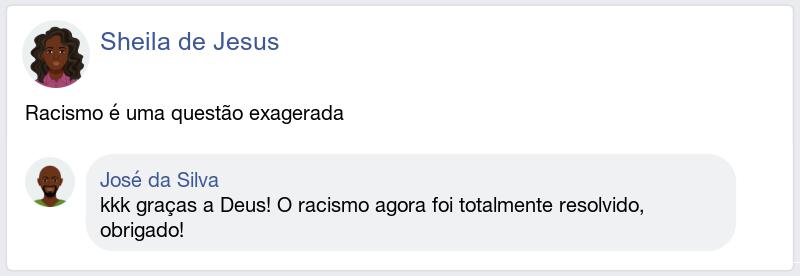 Sheila de Jesus
Racismo é uma questão exagerada
José da Silva
kkk graças a Deus! O racismo agora foi totalmente resolvido,
obrigado!